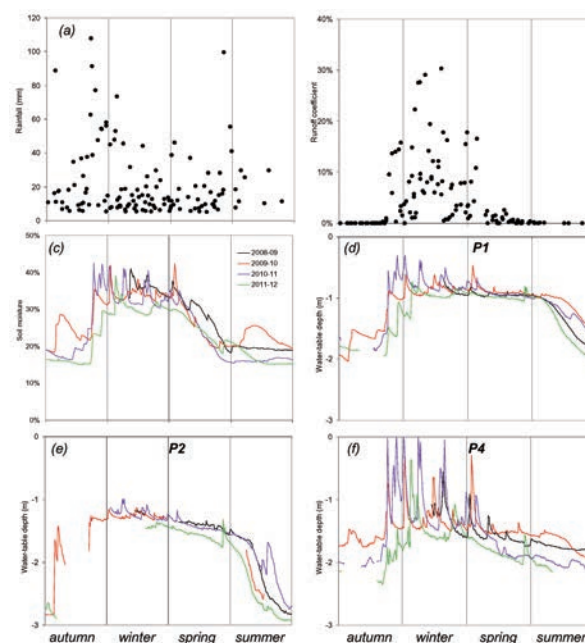 (a)
Rainfall (mm)
120
100
80
60
40
20
0
Runoff coefficient
40%
30%
20%
10%
0%
(c)
Soil moisture
50%
40%
30%
20%
10%
0%
2008-09
2009-10
2010-11
2011-12
(d)
P1
Water-table depth (m)
0
-1
-2
-3
(e)
P2
Water-table depth (m)
0
-1
-2
-3
autumn winter spring summer
(f)
P4
Water-table depth (m)
0
-1
-2
-3
autumn winter spring summer